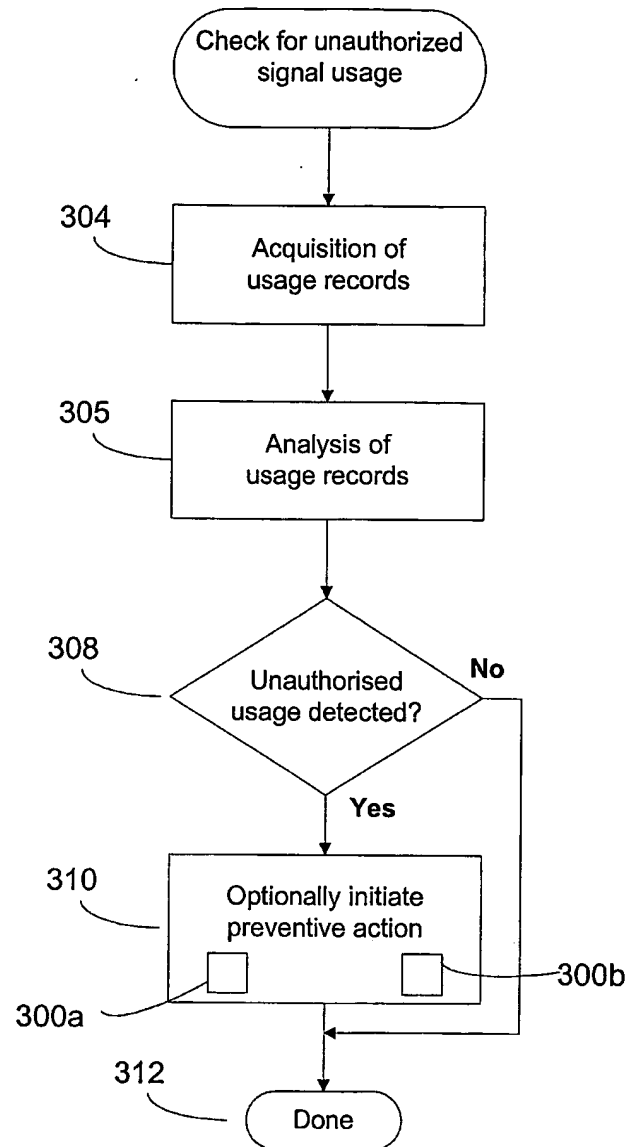 Check for unauthorized
signal usage
304
Acquisition of
usage records
305
Analysis of
usage records
308
Unauthorised
usage detected?
No
Yes
310
Optionally initiate
preventive action
300a
300b
312
Done